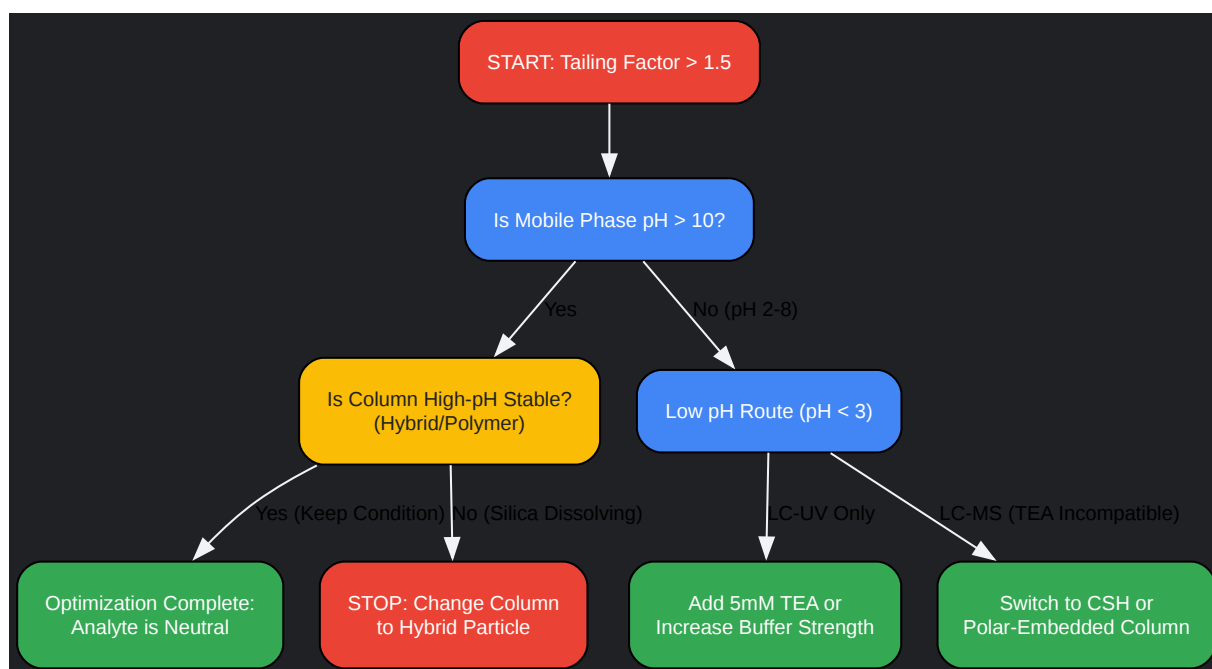 START: Tailing Factor > 1.5
Is Mobile Phase pH > 10?
Yes
No (pH 2-8)
Is Column High-pH Stable?
(Hybrid/Polymer)
Low pH Route (pH < 3)
Yes (Keep Condition)
No (Silica Dissolving)
LC-UV Only
LC-MS (TEA Incompatible)
Optimization Complete:
Analyte is Neutral
STOP: Change Column
to Hybrid Particle
Add 5mM TEA or
Increase Buffer Strength
Switch to CSH or
Polar-Embedded Column